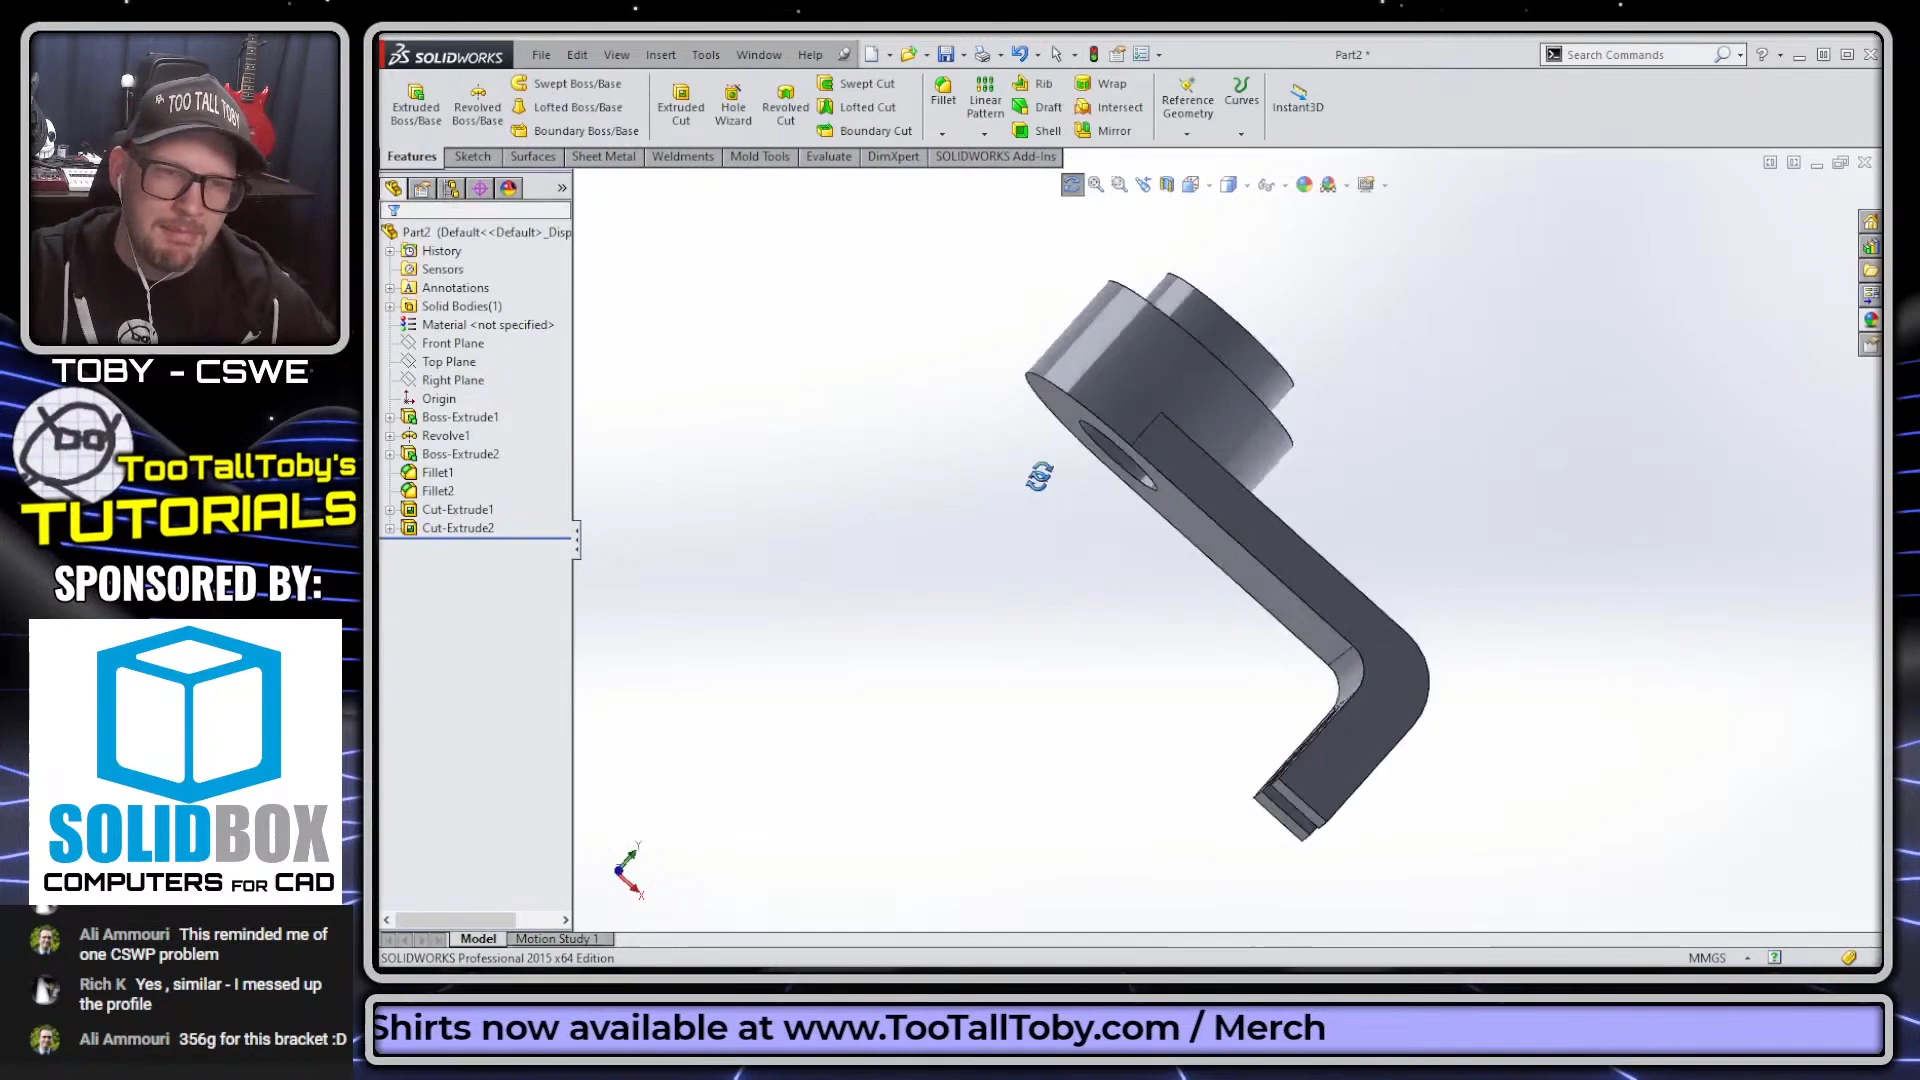 TOO TALL TOBY
TOBY - CSWE
TooTallToby's
TUTORIALS
SPONSORED BY:
SOLIDBOX
COMPUTERS FOR CAD
Ali Ammouri This reminded me of
one CSWP problem
Rich K Yes , similar - I messed up
the profile
Ali Ammouri 356g for this bracket :D
SOLIDWORKS File Edit View Insert Tools Window Help Part2 * Search Commands
Extruded Boss/Base
Revolved Boss/Base
Swept Boss/Base
Lofted Boss/Base
Boundary Boss/Base
Extruded Cut
Hole Wizard
Revolved Cut
Swept Cut
Lofted Cut
Boundary Cut
Fillet
Linear Pattern
Rib
Draft
Shell
Wrap
Intersect
Mirror
Reference Geometry
Curves
Instant3D
Features Sketch Surfaces Sheet Metal Weldments Mold Tools Evaluate DimXpert SOLIDWORKS Add-Ins
Part2 (Default<<Default>_Disp
History
Sensors
Annotations
Solid Bodies(1)
Material <not specified>
Front Plane
Top Plane
Right Plane
Origin
Boss-Extrude1
Revolve1
Boss-Extrude2
Fillet1
Fillet2
Cut-Extrude1
Cut-Extrude2
Y
X
Model Motion Study 1
SOLIDWORKS Professional 2015 x64 Edition MMGS
Shirts now available at www.TooTallToby.com / Merch